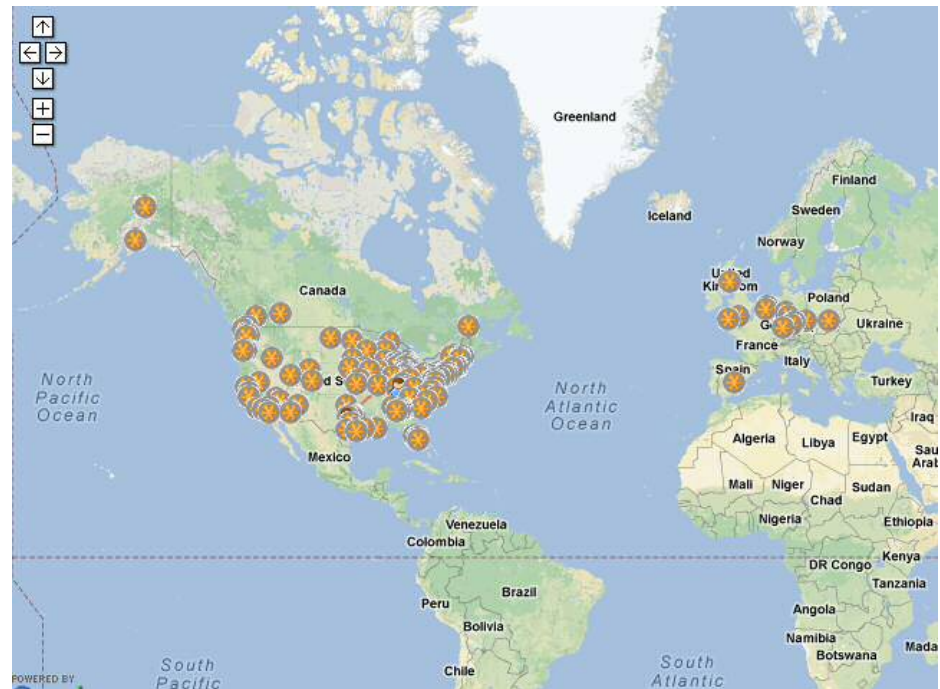 Greenland
Finland
Sweden
Iceland
Norway
United
Kingdom
Canada
Poland
Ukraine
France
Italy
North
Pacific
Ocean
North
Atlantic
Ocean
Spain
Turkey
Iraq
Mexico
Algeria
Libya
Egypt
Mali
Niger
Sudan
Chad
Venezuela
Nigeria
Ethiopia
Colombia
Kenya
DR Congo
Tanzania
Brazil
Peru
Angola
Bolivia
Namibia
Botswana
Chile
South
Pacific
South
Atlantic
POWERED BY